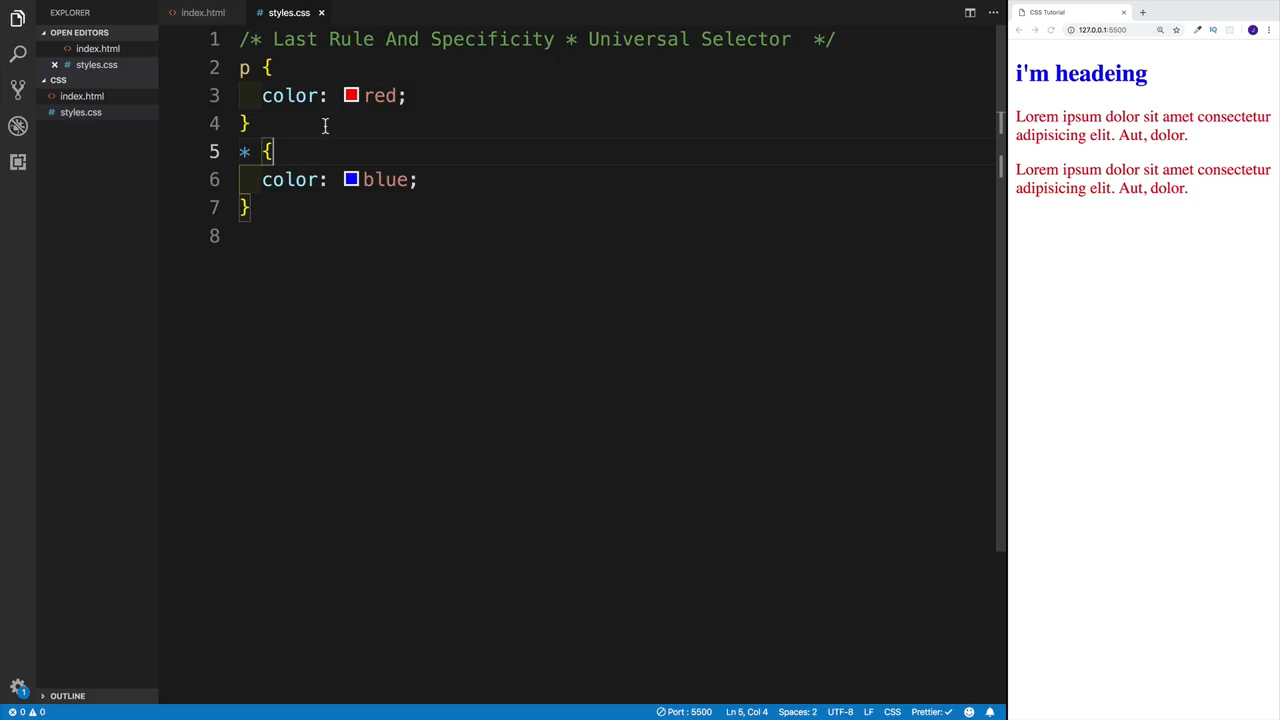 EXPLORER
OPEN EDITORS
<> index.html
× # styles.css
CSS
<> index.html
# styles.css
OUTLINE
1
<> index.html
# styles.css ×
1 /* Last Rule And Specificity * Universal Selector  */
2 p {
3 color: red;
4 }
5 * {
6 color: blue;
7 }
8
CSS Tutorial
127.0.0.1:5500
IQ
J
i'm headeing
Lorem ipsum dolor sit amet consectetur
adipisicing elit. Aut, dolor.
Lorem ipsum dolor sit amet consectetur
adipisicing elit. Aut, dolor.
0 0 Port : 5500 Ln 5, Col 4 Spaces: 2 UTF-8 LF CSS Prettier: ✓